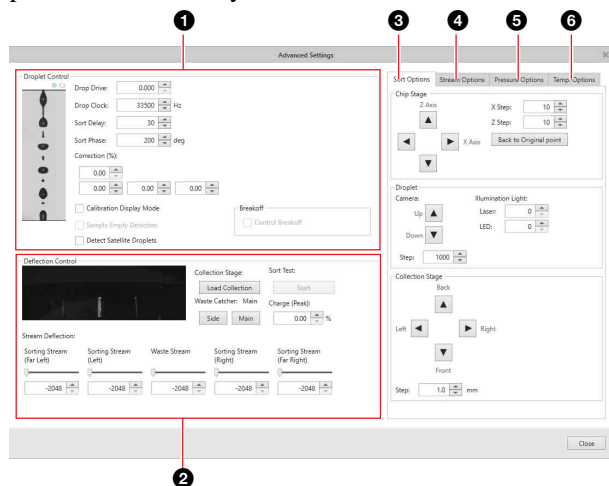 ❶ ❸ ❹ ❺ ❻
Advanced Settings
Droplet Control
Drop Drive: 0.000
Drop Clock: 33500 Hz
Sort Delay: 30
Sort Phase: 200 deg
Correction (%):
0.00
0.00 0.00 0.00
Calibration Display Mode
Sample Empty Detection
Detect Satellite Droplets
Breakoff
Control Breakoff
Deflection Control
Collection Stage:
Load Collection
Waste Catcher: Main
Side Main
Sort Test:
Start
Charge (Peak):
0.00 %
Stream Deflection:
Sorting Stream (Far Left)
Sorting Stream (Left)
Waste Stream
Sorting Stream (Right)
Sorting Stream (Far Right)
-2048 -2048 -2048 -2048 -2048
❷
Sort Options Stream Options Pressure Options Temp. Options
Chip Stage
Z Axis
X Axis
X Step: 10
Z Step: 10
Back to Original point
Droplet
Camera:
Up
Down
Step: 1000
Illumination Light:
Laser: 0
LED: 0
Collection Stage
Back
Left Right
Front
Step: 1.0 mm
Close